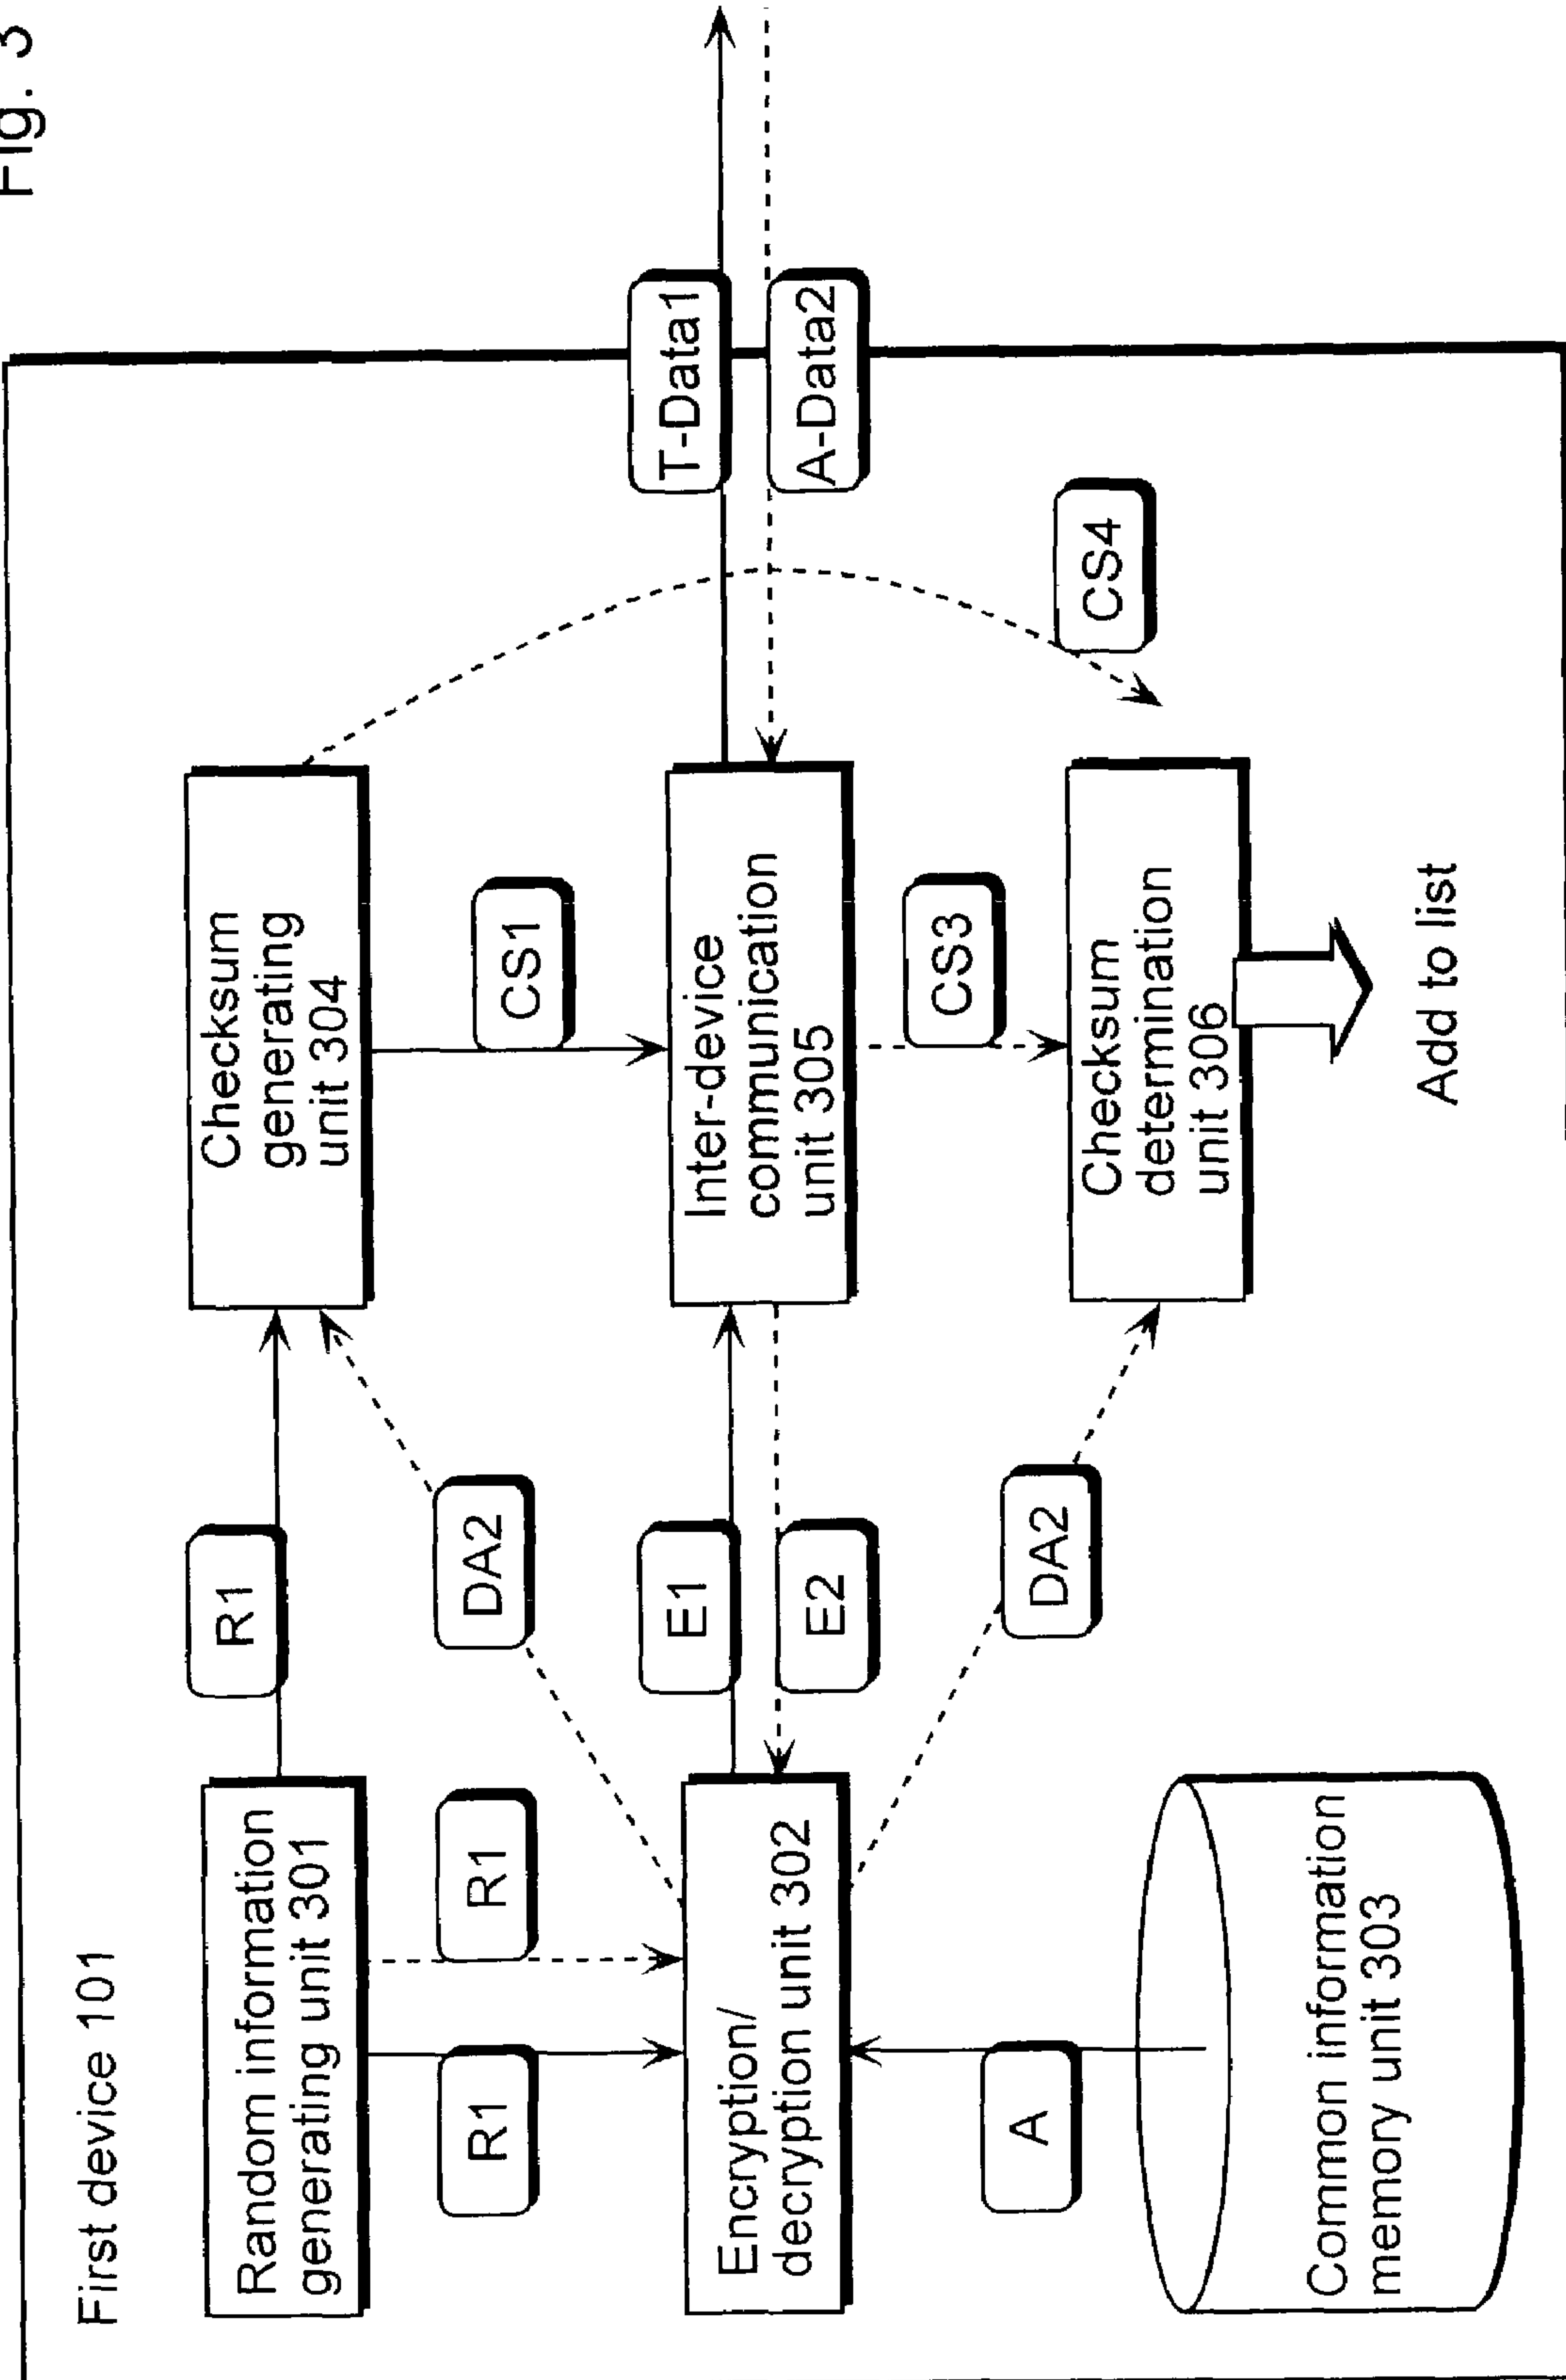 Fig. 3
First device 101
Random information
generating unit 301
R1
Checksum
generating
unit 304
R1
R1
DA2
CS1
T-Data1
A-Data2
Encryption/
decryption unit 302
E1
E2
Inter-device
communication
unit 305
CS4
A
DA2
CS3
Common information
memory unit 303
Checksum
determination
unit 306
Add to list